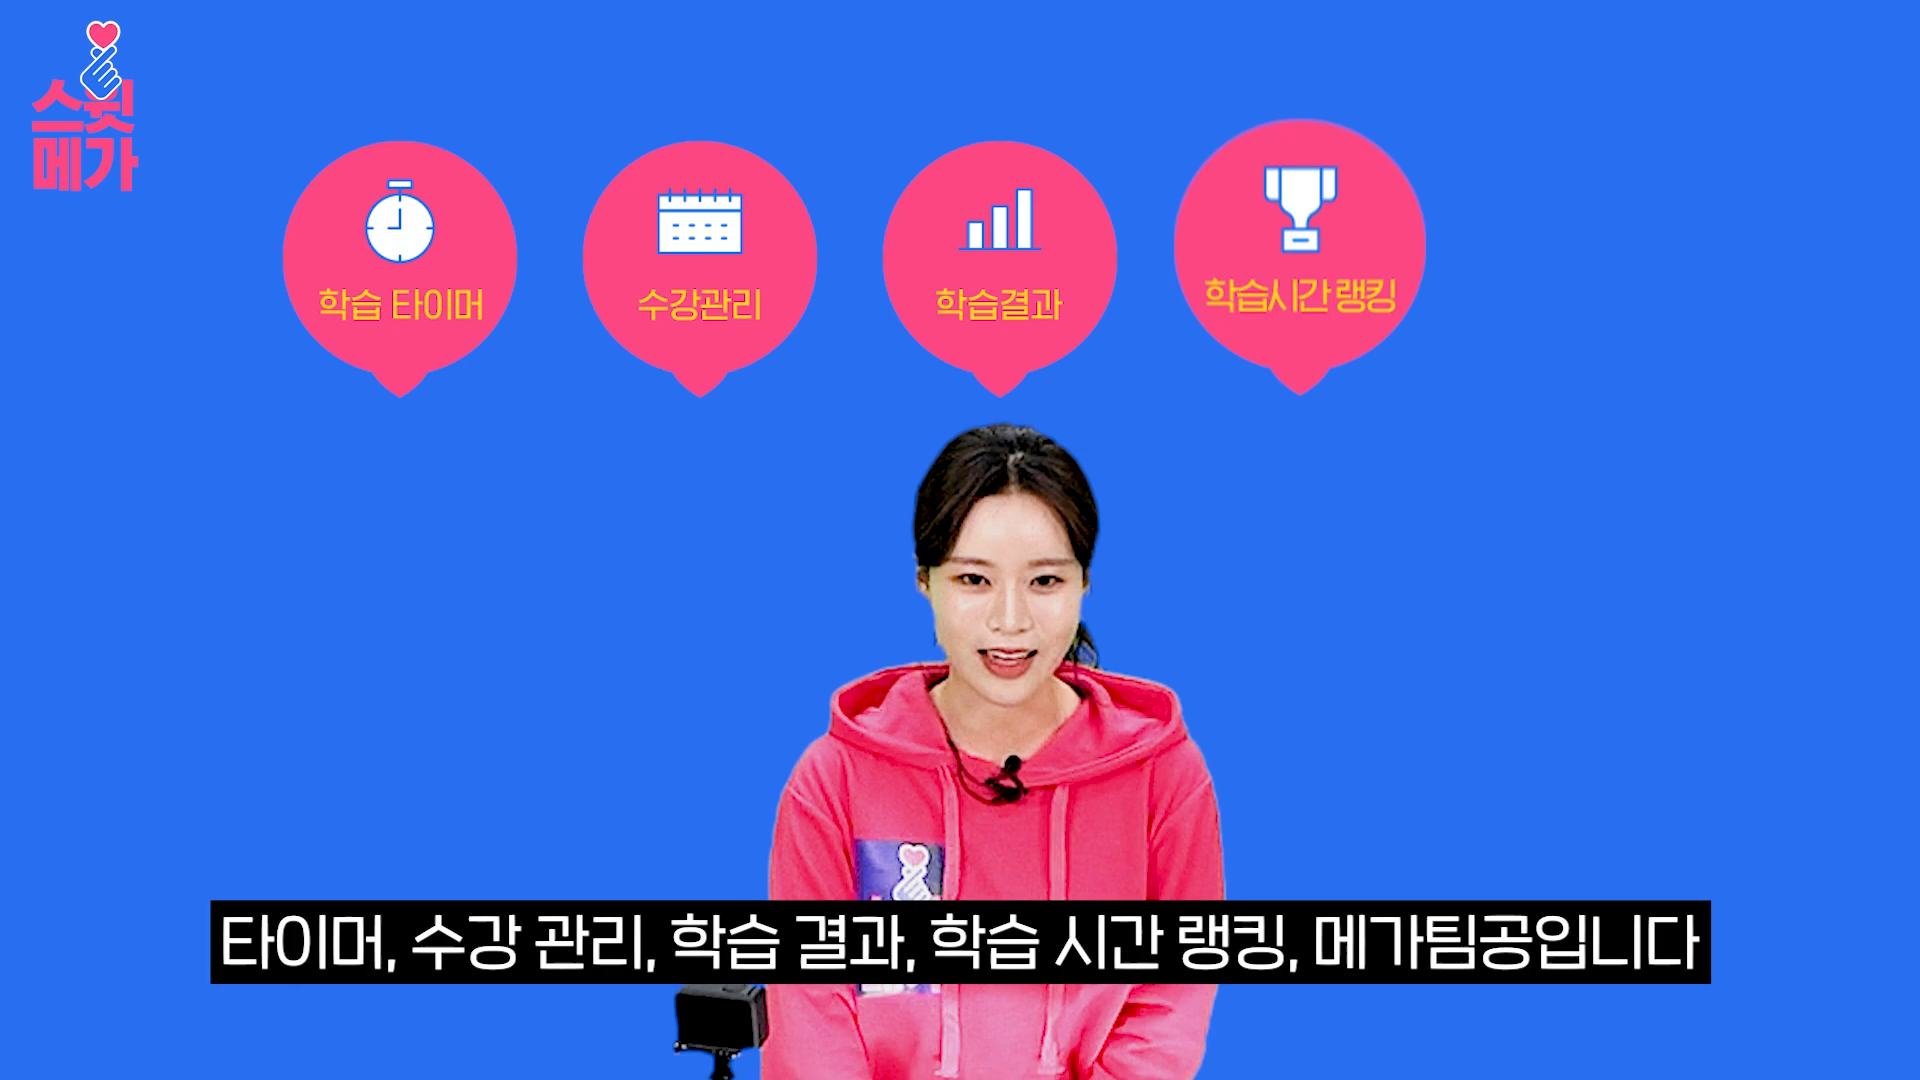 스윗
메가
학습 타이머
수강관리
학습결과
학습시간 랭킹
타이머, 수강 관리, 학습 결과, 학습 시간 랭킹, 메가팀공입니다